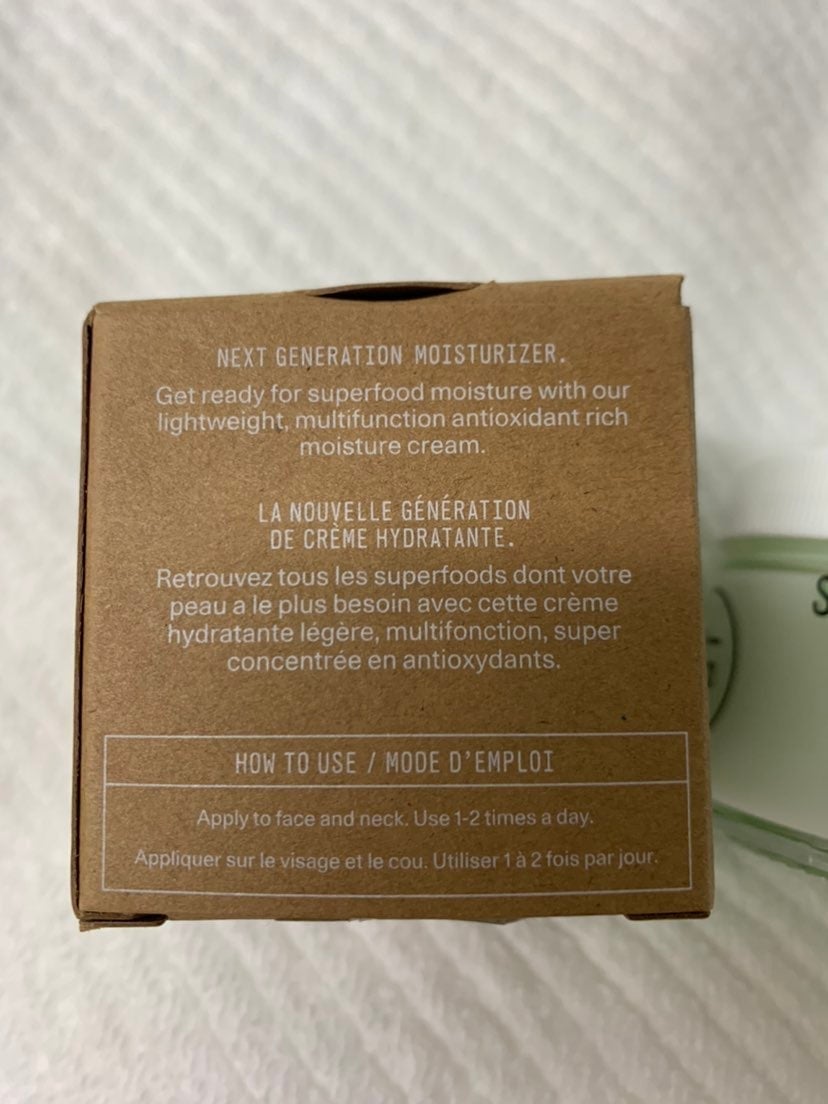 NEXT GENERATION MOISTURIZER.
Get ready for superfood moisture with our
lightweight, multifunction antioxidant rich
moisture cream.
LA NOUVELLE GÉNÉRATION
DE CRÈME HYDRATANTE.
Retrouvez tous les superfoods dont votre
peau a le plus besoin avec cette crème
hydratante légère, multifonction, super
concentrée en antioxydants.
HOW TO USE / MODE D'EMPLOI
Apply to face and neck. Use 1-2 times a day.
Appliquer sur le visage et le cou. Utiliser 1 à 2 fois par jour.